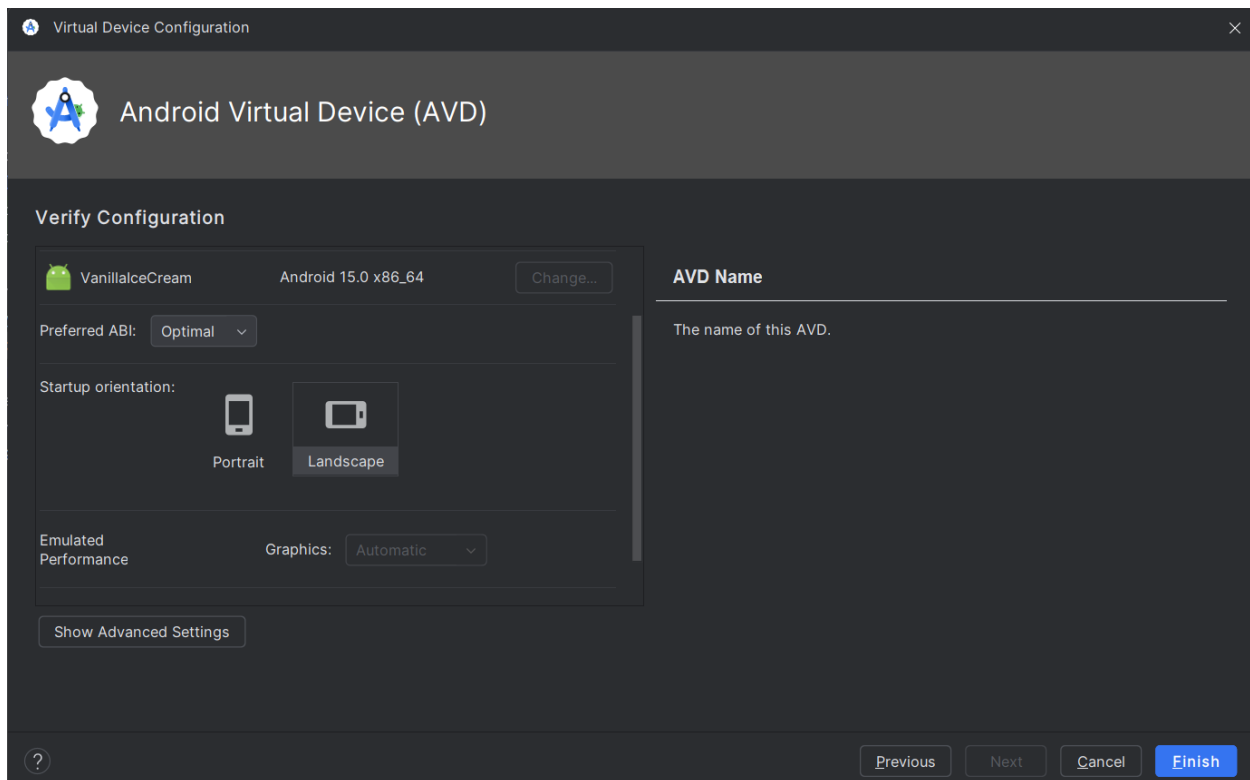 Virtual Device Configuration
Android Virtual Device (AVD)
Verify Configuration
VanillaIceCream
Android 15.0 x86_64
Change...
AVD Name
The name of this AVD.
Preferred ABI:
Optimal
Startup orientation:
Portrait
Landscape
Emulated
Performance
Graphics:
Automatic
Show Advanced Settings
?
Previous
Next
Cancel
Finish